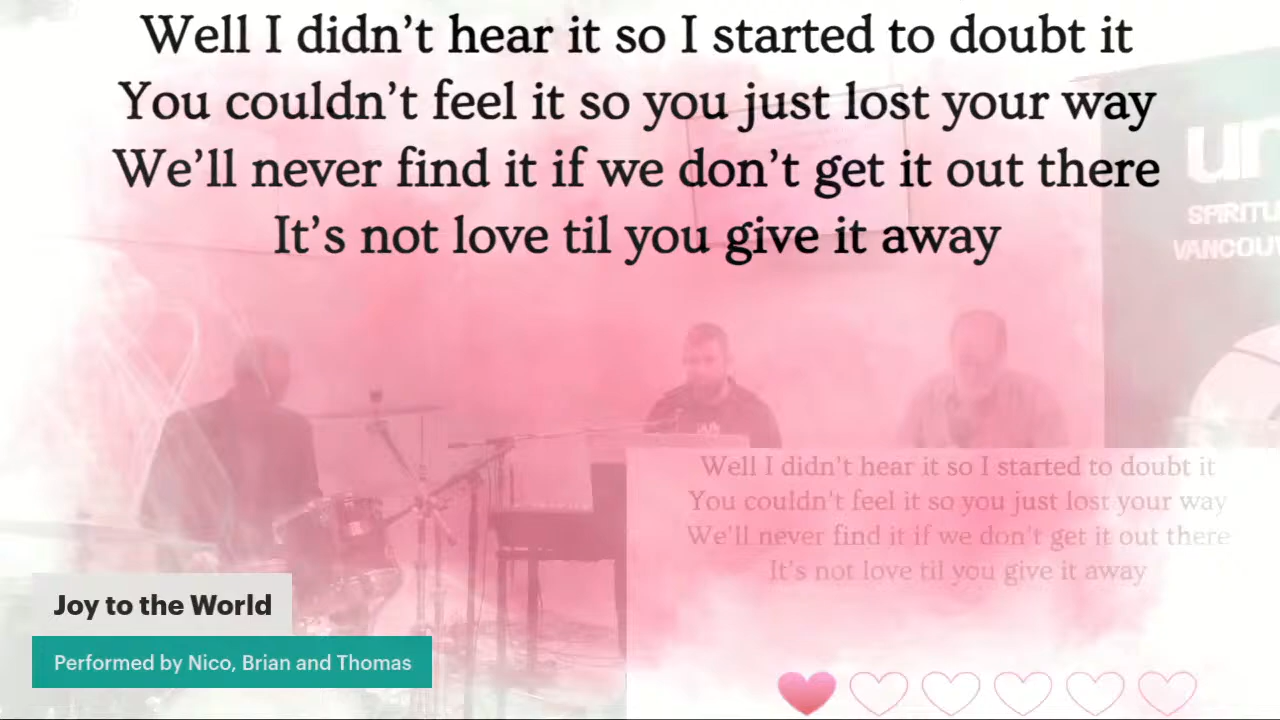 Well I didn’t hear it so I started to doubt it
You couldn’t feel it so you just lost your way
We’ll never find it if we don’t get it out there
It’s not love til you give it away
SPIRITU
VANCOUV
Well I didn’t hear it so I started to doubt it
You couldn’t feel it so you just lost your way
We’ll never find it if we don’t get it out there
It’s not love til you give it away
Joy to the World
Performed by Nico, Brian and Thomas